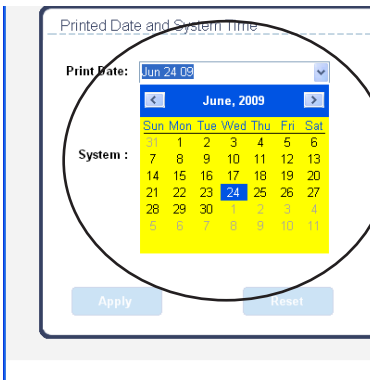 Printed Date and System Time
Print Date: Jun 24 09
June, 2009
Sun Mon Tue Wed Thu Fri Sat
31 1 2 3 4 5 6
System : 7 8 9 10 11 12 13
14 15 16 17 18 19 20
21 22 23 24 25 26 27
28 29 30 1 2 3 4
5 6 7 8 9 10 11
Apply Reset